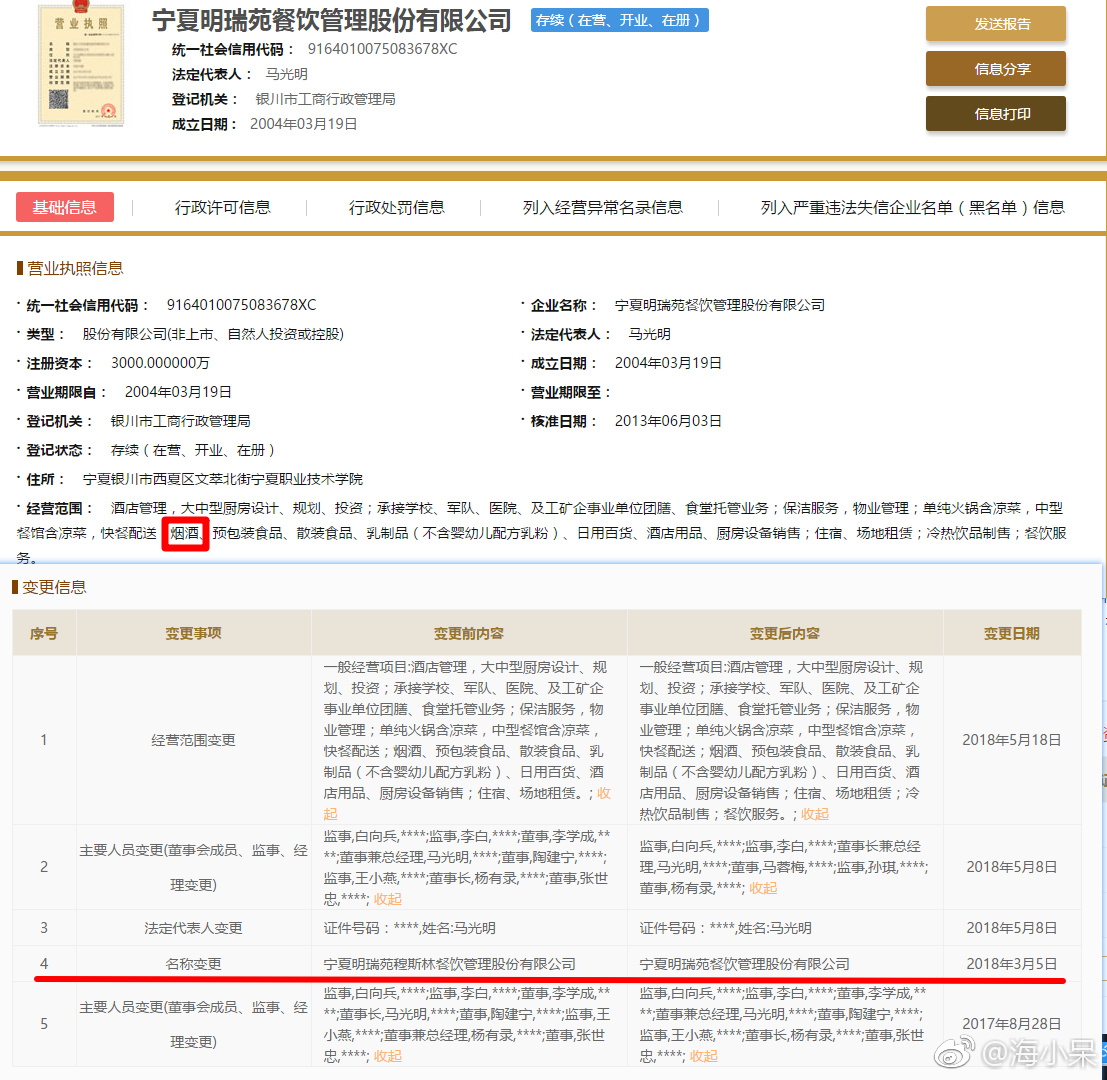 营业执照
宁夏明瑞苑餐饮管理股份有限公司 存续（在营、开业、在册）
统一社会信用代码： 9164010075083678XC
法定代表人： 马光明
登记机关： 银川市工商行政管理局
成立日期： 2004年03月19日
发送报告
信息分享
信息打印
基础信息 行政许可信息 行政处罚信息 列入经营异常名录信息 列入严重违法失信企业名单（黑名单）信息
营业执照信息
· 统一社会信用代码： 9164010075083678XC · 企业名称： 宁夏明瑞苑餐饮管理股份有限公司
· 类型： 股份有限公司(非上市、自然人投资或控股) · 法定代表人： 马光明
· 注册资本： 3000.000000万 · 成立日期： 2004年03月19日
· 营业期限自： 2004年03月19日 · 营业期限至：
· 登记机关： 银川市工商行政管理局 · 核准日期： 2013年06月03日
· 登记状态： 存续（在营、开业、在册）
· 住所： 宁夏银川市西夏区文萃北街宁夏职业技术学院
· 经营范围： 酒店管理，大中型厨房设计、规划、投资；承接学校、军队、医院、及工矿企事业单位团膳、食堂托管业务；保洁服务，物业管理；单纯火锅含凉菜，中型
餐馆含凉菜，快餐配送 烟酒、预包装食品、散装食品、乳制品（不含婴幼儿配方乳粉）、日用百货、酒店用品、厨房设备销售；住宿、场地租赁；冷热饮品制售；餐饮服
务。
变更信息
序号 变更事项 变更前内容 变更后内容 变更日期
1 经营范围变更
一般经营项目:酒店管理，大中型厨房设计、规
划、投资；承接学校、军队、医院、及工矿企
事业单位团膳、食堂托管业务；保洁服务，物
业管理；单纯火锅含凉菜，中型餐馆含凉菜，
快餐配送；烟酒、预包装食品、散装食品、乳
制品（不含婴幼儿配方乳粉）、日用百货、酒
店用品、厨房设备销售；住宿、场地租赁。; 收
起
一般经营项目:酒店管理，大中型厨房设计、规
划、投资；承接学校、军队、医院、及工矿企
事业单位团膳、食堂托管业务；保洁服务，物
业管理；单纯火锅含凉菜，中型餐馆含凉菜，
快餐配送；烟酒、预包装食品、散装食品、乳
制品（不含婴幼儿配方乳粉）、日用百货、酒
店用品、厨房设备销售；住宿、场地租赁；冷
热饮品制售；餐饮服务。; 收起
2018年5月18日
2 主要人员变更(董事会成员、监事、经
理变更)
监事,白向兵,****;监事,李白,****;董事,李学成,**
**;董事兼总经理,马光明,****;董事,陶建宁,****;
监事,王小燕,****;董事长,杨有录,****;董事,张世
忠,****; 收起
监事,白向兵,****;监事,李白,****;董事长兼总经
理,马光明,****;董事,马蓉梅,****;监事,孙琪,****;
董事,杨有录,****; 收起
2018年5月8日
3 法定代表人变更 证件号码：****,姓名:马光明 证件号码：****,姓名:马光明 2018年5月8日
4 名称变更 宁夏明瑞苑穆斯林餐饮管理股份有限公司 宁夏明瑞苑餐饮管理股份有限公司 2018年3月5日
5 主要人员变更(董事会成员、监事、经
理变更)
监事,白向兵,****;监事,李白,****;董事,李学成,**
**;董事长,马光明,****;董事,陶建宁,****;监事,王
小燕,****;董事兼总经理,杨有录,****;董事,张世
忠,****; 收起
监事,白向兵,****;监事,李白,****;董事,李学成,**
**;董事兼总经理,马光明,****;董事,陶建宁,****;
监事,王小燕,****;董事长,杨有录,****;董事,张世
忠,****; 收起
2017年8月28日
@海小呆